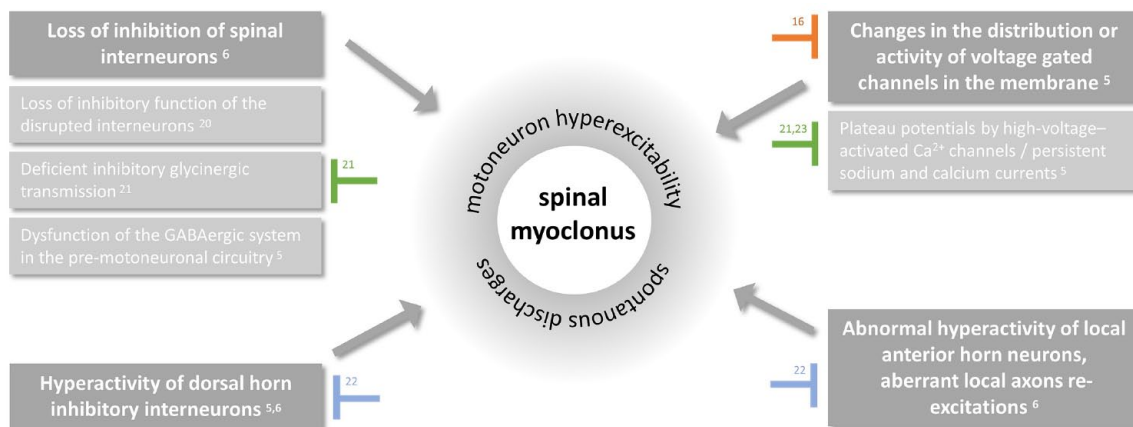 Loss of inhibition of spinal
interneurons 6
Loss of inhibitory function of the
disrupted interneurons 20
Deficient inhibitory glycinergic
transmission 21
21
Dysfunction of the GABAergic system
in the pre-motoneuronal circuitry 5
Hyperactivity of dorsal horn
inhibitory interneurons 5,6
22
motoneuron hyperexcitability
spinal
myoclonus
spontanous discharges
16
Changes in the distribution or
activity of voltage gated
channels in the membrane 5
21,23
Plateau potentials by high-voltage–
activated Ca2+ channels / persistent
sodium and calcium currents 5
22
Abnormal hyperactivity of local
anterior horn neurons,
aberrant local axons re-
excitations 6